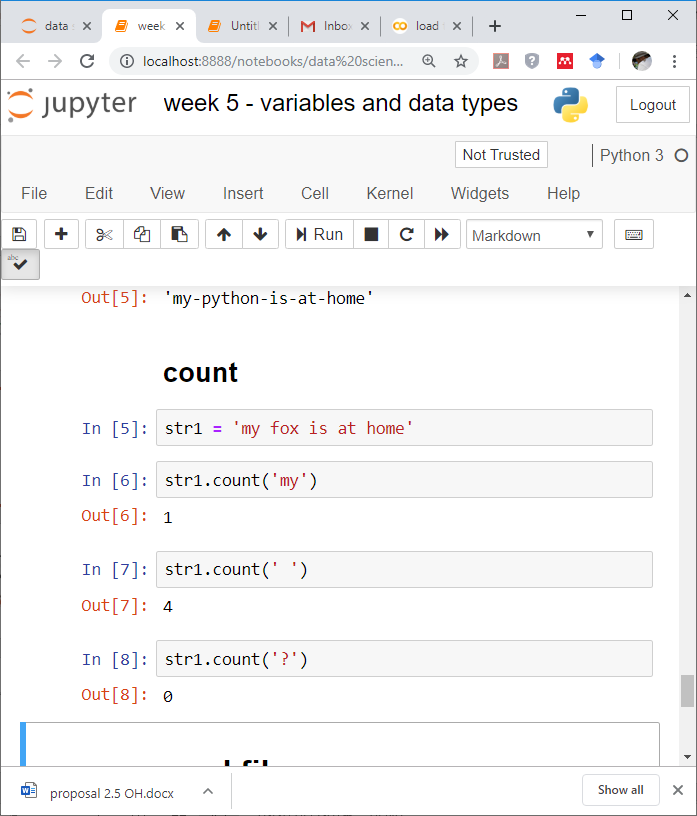 data s
week
Untitl
Inbox
load
localhost:8888/notebooks/data%20scien...
jupyter
week 5 - variables and data types
Logout
Not Trusted
Python 3
File Edit View Insert Cell Kernel Widgets Help
Run
Markdown
abc
Out[5]: 'my-python-is-at-home'
count
In [5]: str1 = 'my fox is at home'
In [6]: str1.count('my')
Out[6]: 1
In [7]: str1.count(' ')
Out[7]: 4
In [8]: str1.count('?')
Out[8]: 0
proposal 2.5 OH.docx
Show all